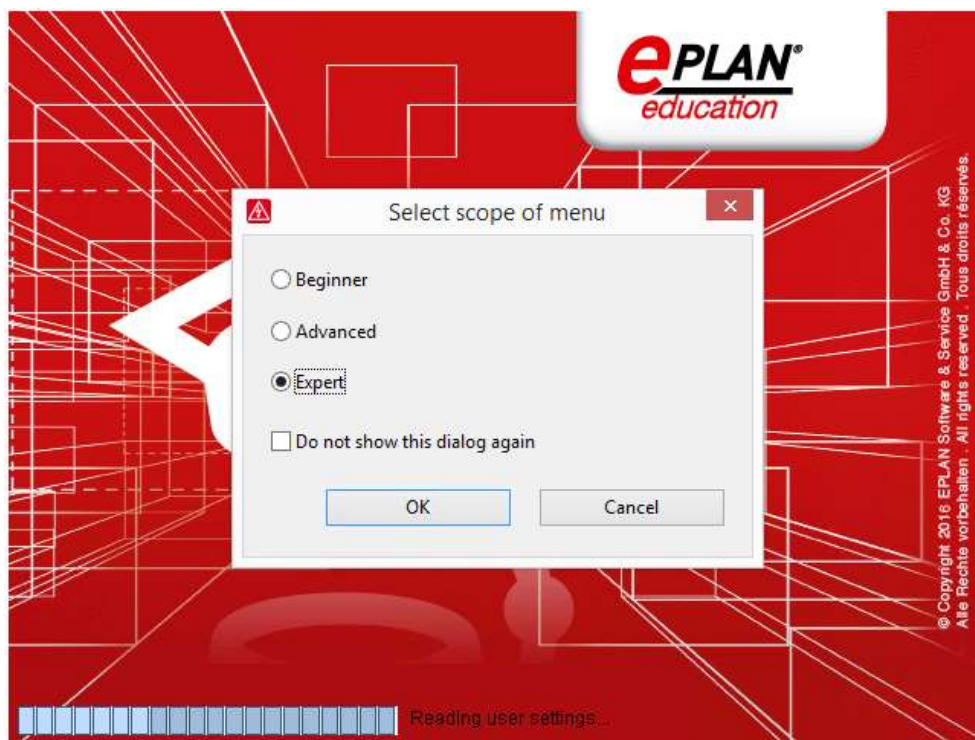 ePLAN®
education
Select scope of menu
Beginner
Advanced
Expert
Do not show this dialog again
OK
Cancel
© Copyright 2016 EPLAN Software & Service GmbH & Co. KG
Alle Rechte vorbehalten . All rights reserved . Tous droits réservés.
Reading user settings...